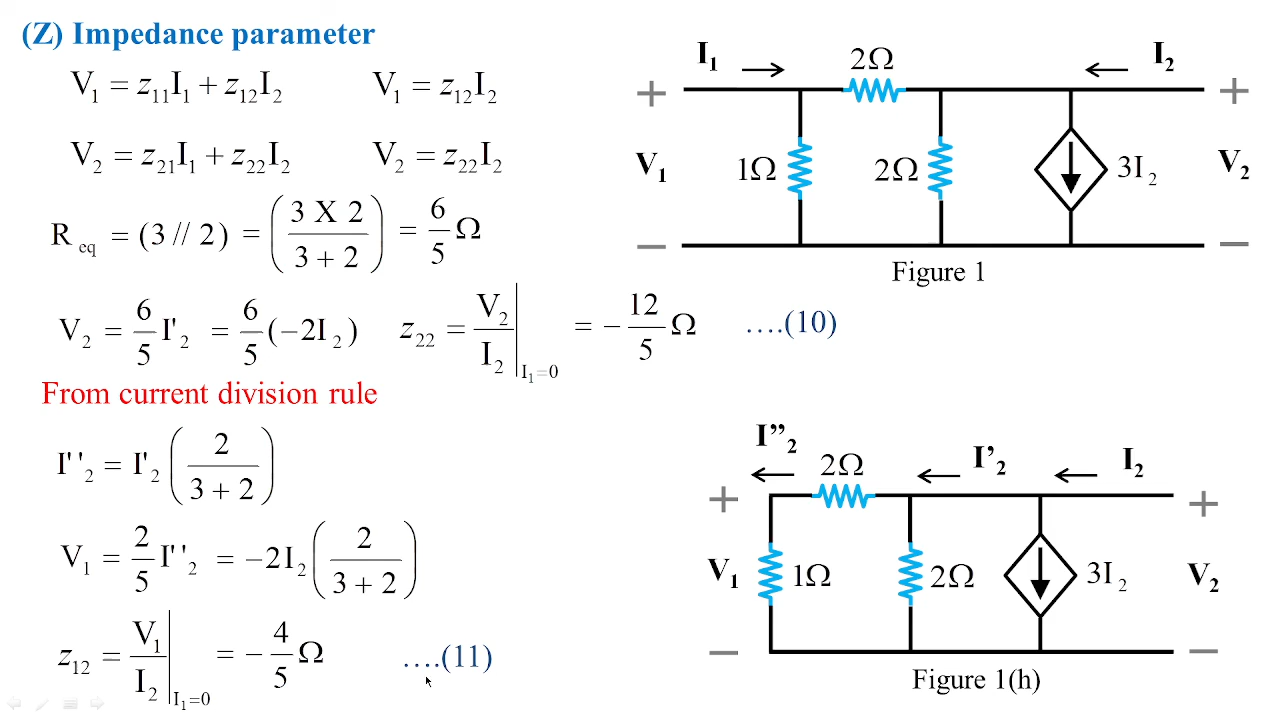 (Z) Impedance parameter
V₁ = z₁₁I₁ + z₁₂I₂    V₁ = z₁₂I₂
V₂ = z₂₁I₁ + z₂₂I₂    V₂ = z₂₂I₂
R eq = (3 // 2) = (3 X 2 / 3 + 2) = 6/5 Ω
V₂ = 6/5 I'₂ = 6/5 (−2I₂)    z₂₂ = V₂/I₂ | I₁=0 = − 12/5 Ω    ….(10)
From current division rule
I''₂ = I'₂ (2 / 3 + 2)
V₁ = 2/5 I''₂ = −2I₂ (2 / 3 + 2)
z₁₂ = V₁/I₂ | I₁=0 = − 4/5 Ω    ….(11)
I₁ 2Ω I₂
+ +
V₁ 1Ω 2Ω 3I₂ V₂
− −
Figure 1
I”₂ 2Ω I’₂ I₂
+ +
V₁ 1Ω 2Ω 3I₂ V₂
− −
Figure 1(h)